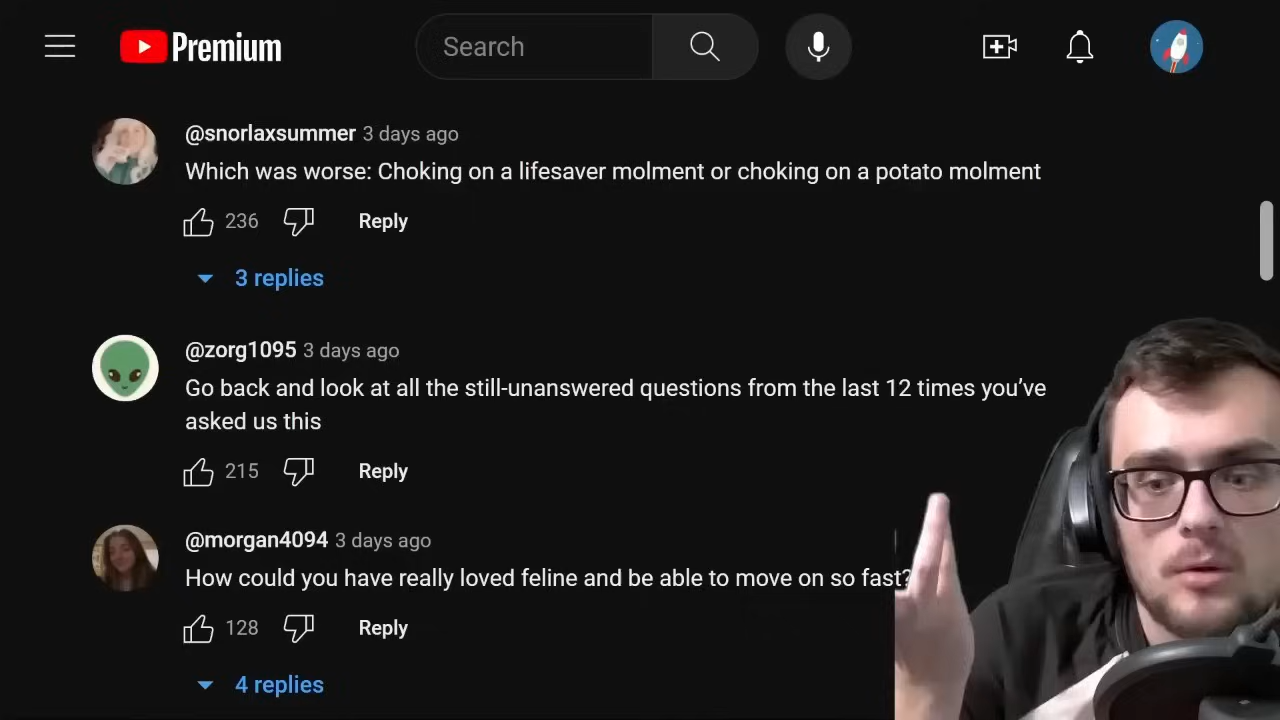 Premium
Search
@snorlaxsummer 3 days ago
Which was worse: Choking on a lifesaver molment or choking on a potato molment
236 Reply
3 replies
@zorg1095 3 days ago
Go back and look at all the still-unanswered questions from the last 12 times you’ve
asked us this
215 Reply
@morgan4094 3 days ago
How could you have really loved feline and be able to move on so fast?
128 Reply
4 replies